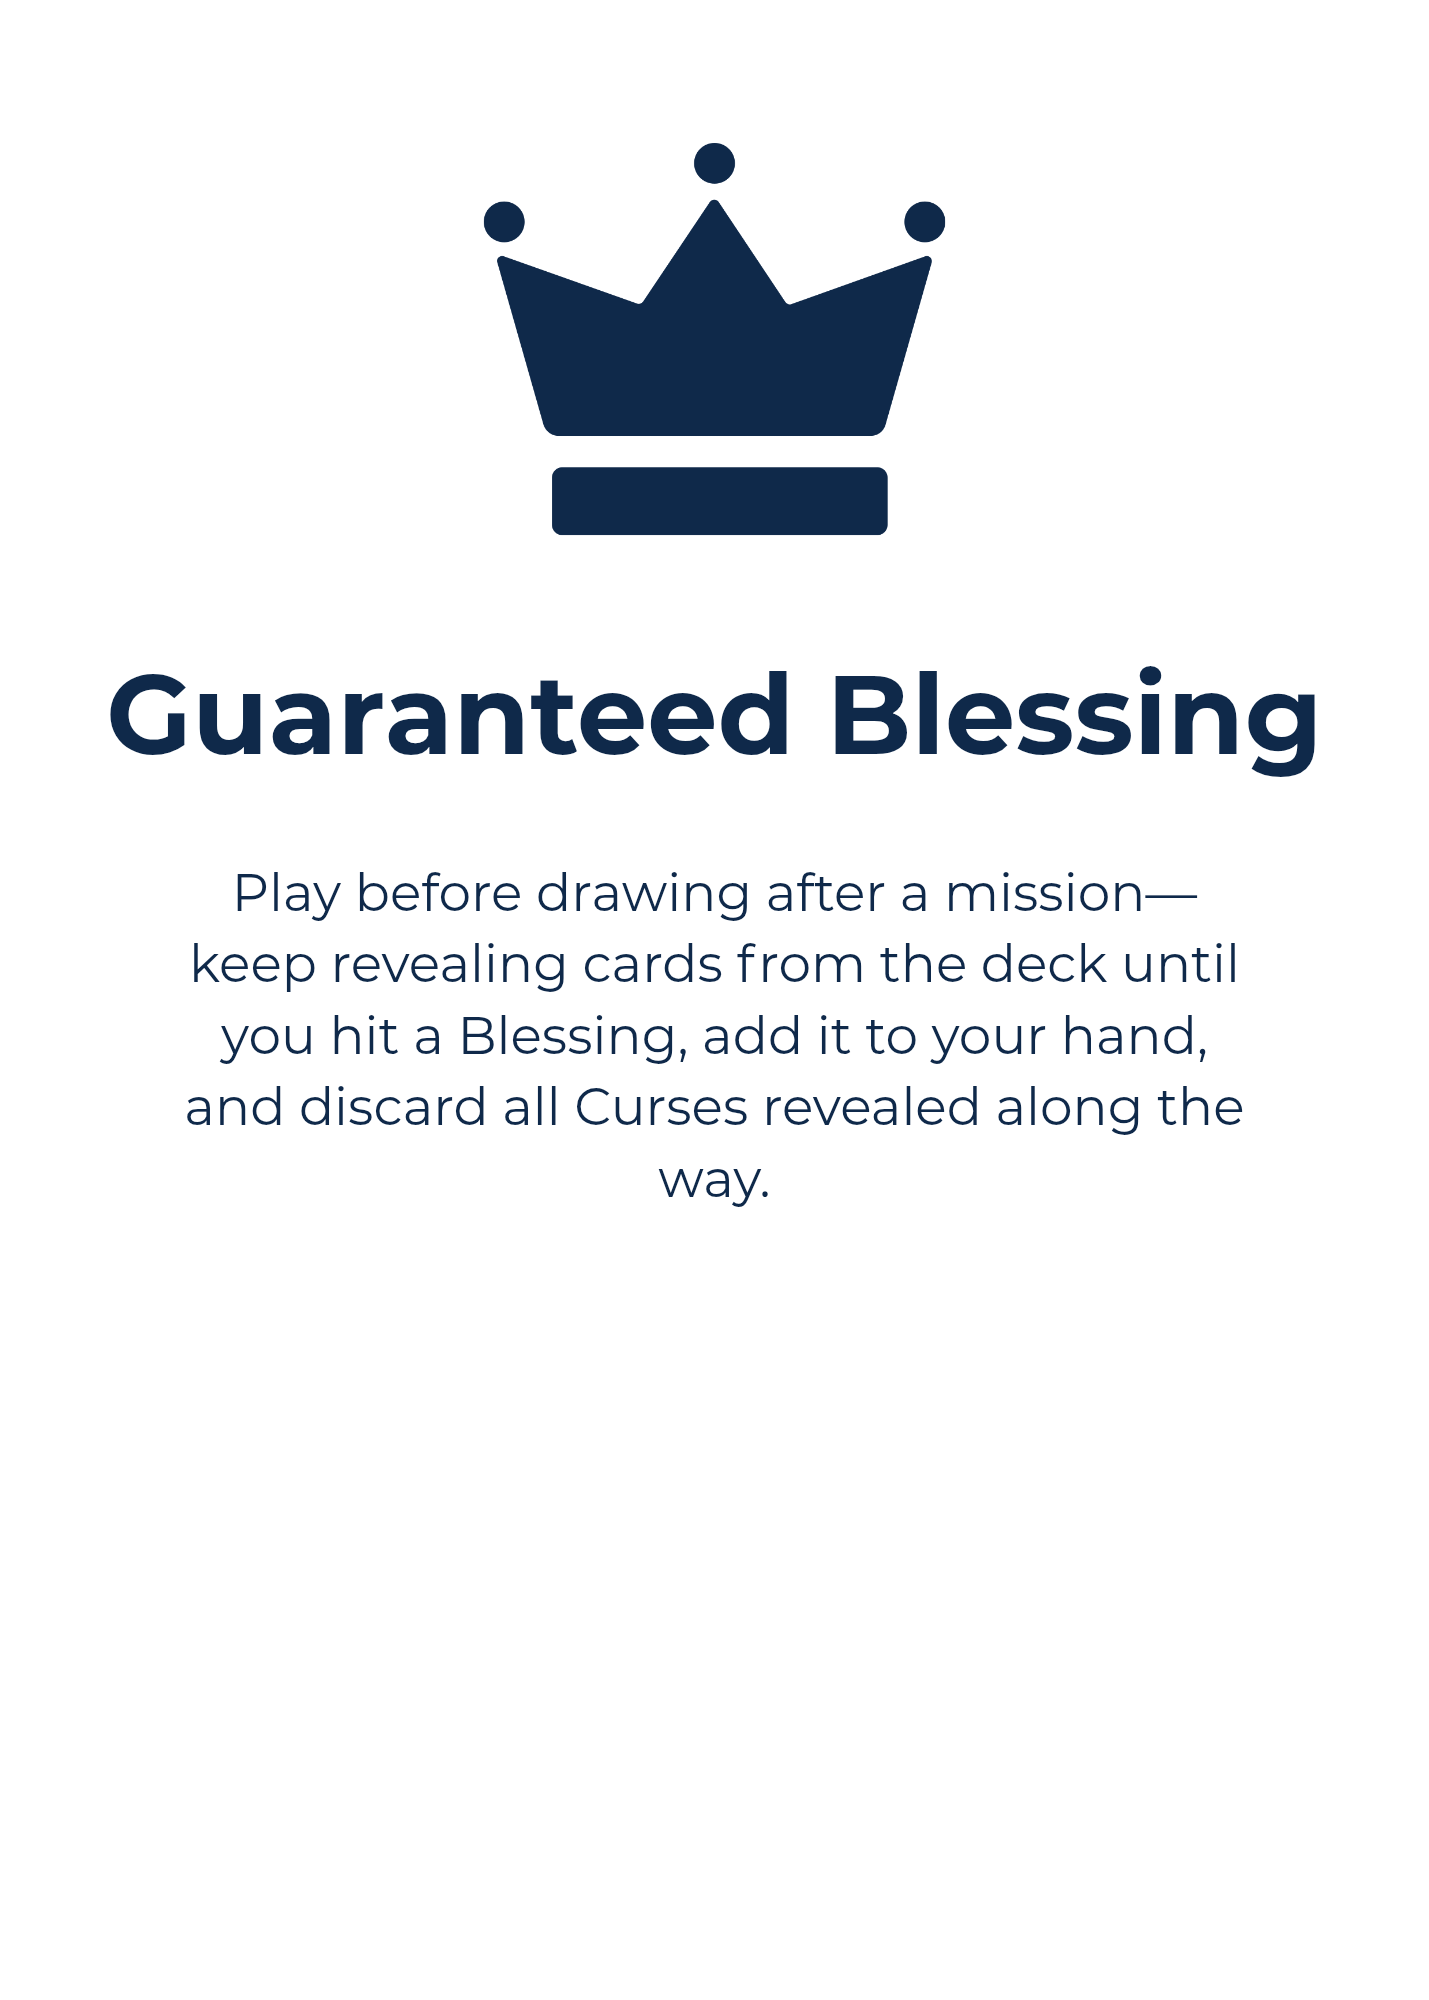 Guaranteed Blessing
Play before drawing after a mission—
keep revealing cards from the deck until
you hit a Blessing, add it to your hand,
and discard all Curses revealed along the
way.